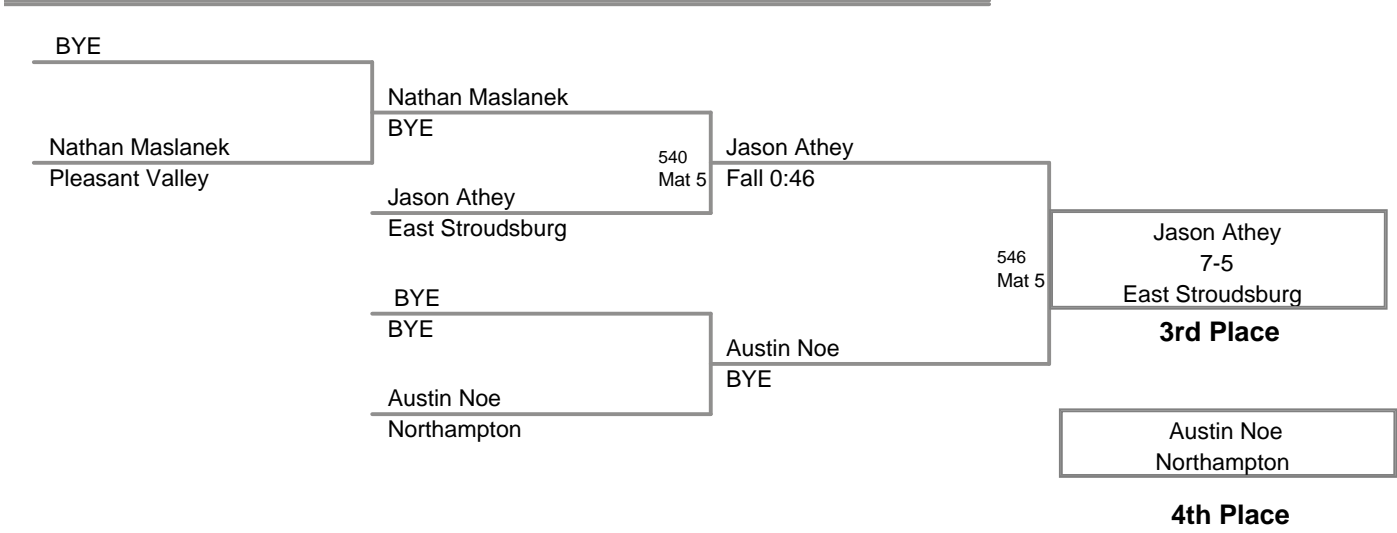 BYE
Nathan Maslanek
BYE
Nathan Maslanek
Pleasant Valley
540
Mat 5
Jason Athey
Fall 0:46
Jason Athey
East Stroudsburg
546
Mat 5
Jason Athey
7-5
East Stroudsburg
3rd Place
BYE
BYE
Austin Noe
BYE
Austin Noe
Northampton
Austin Noe
Northampton
4th Place